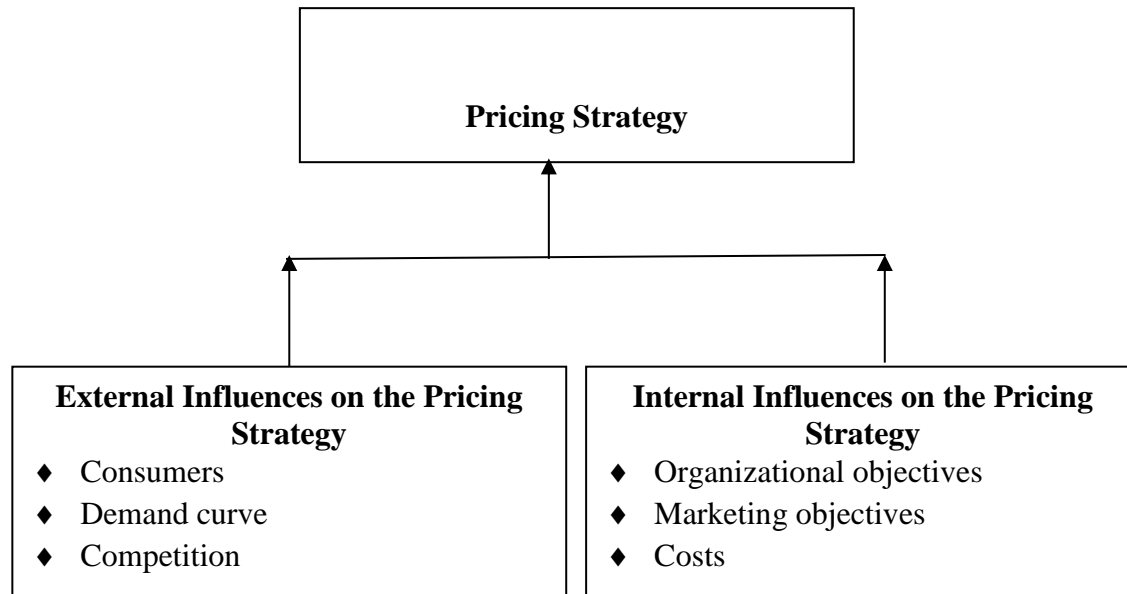 Pricing Strategy
External Influences on the Pricing
Strategy
♦ Consumers
♦ Demand curve
♦ Competition
Internal Influences on the Pricing
Strategy
♦ Organizational objectives
♦ Marketing objectives
♦ Costs